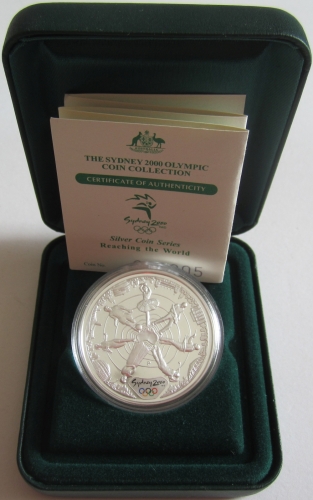 THE SYDNEY 2000 OLYMPIC
COIN COLLECTION
CERTIFICATE OF AUTHENTICITY
Sydney 2000
Silver Coin Series
Reaching the World
Sydney 2000